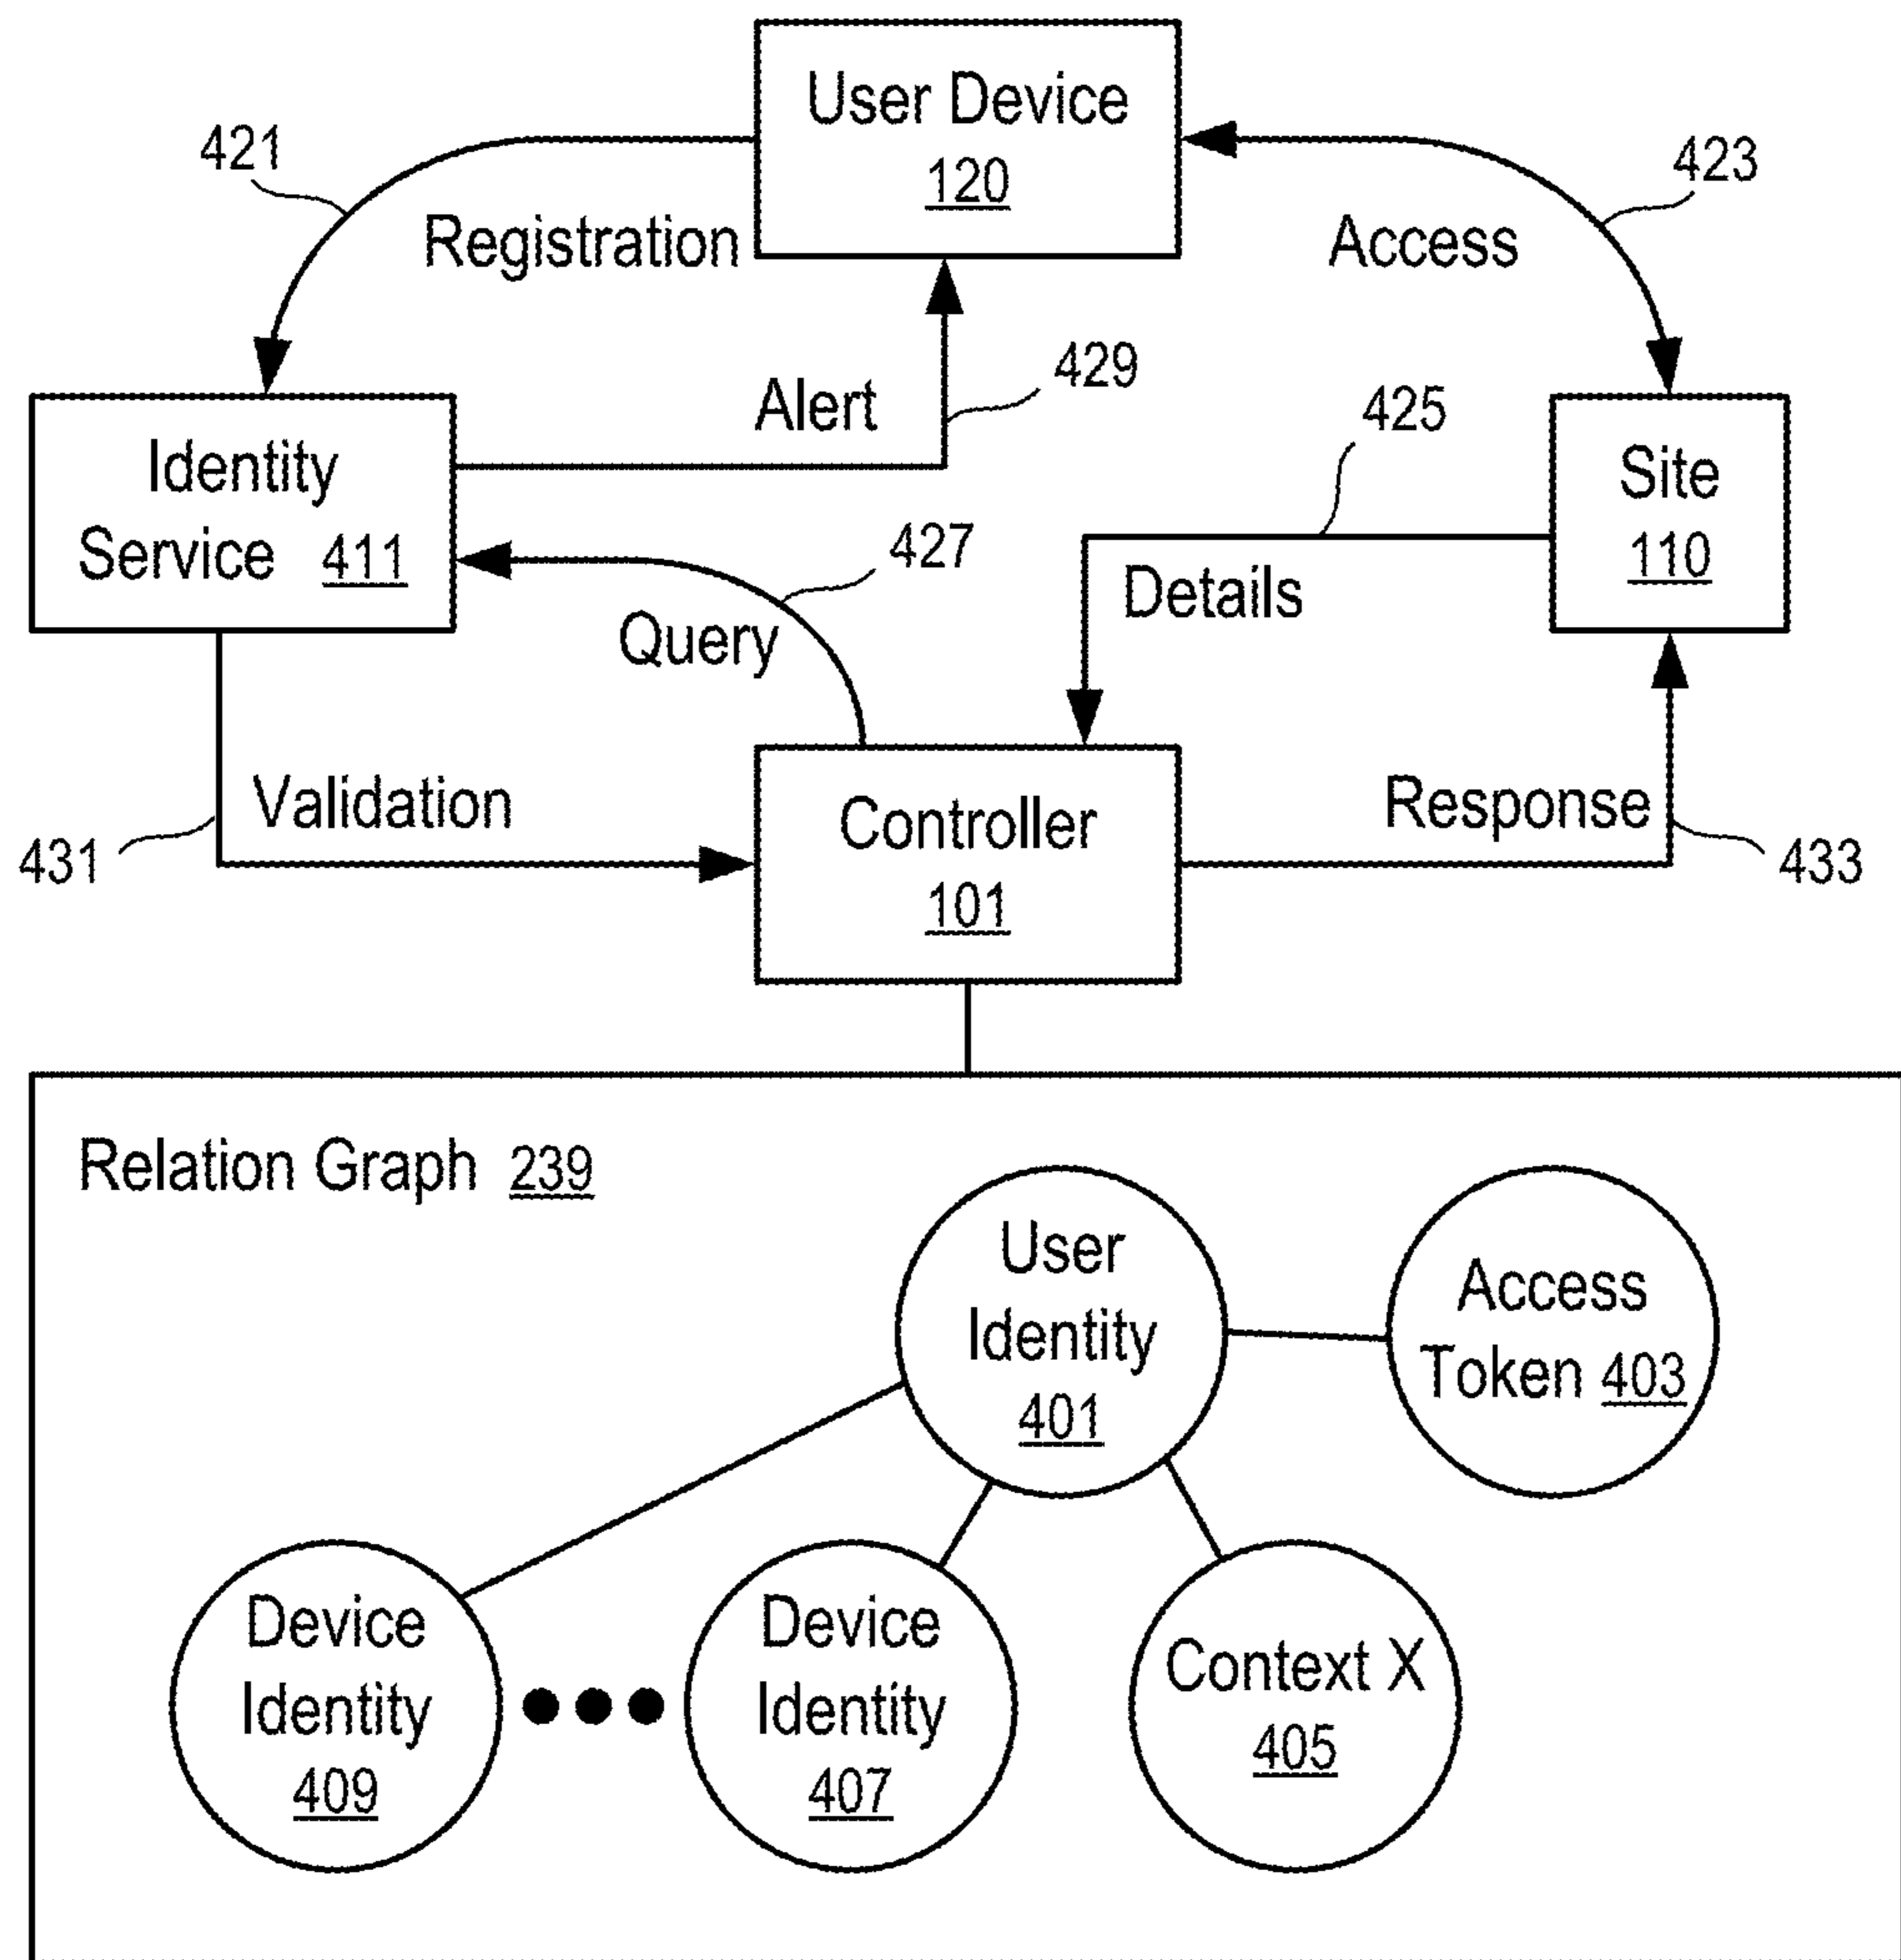 User Device
120
421
423
Registration
Access
Alert
429
425
Identity
Service 411
Site
110
427
Details
Query
Validation
431
Controller
101
Response
433
Relation Graph 239
User
Identity
401
Access
Token 403
Device
Identity
409
Device
Identity
407
Context X
405